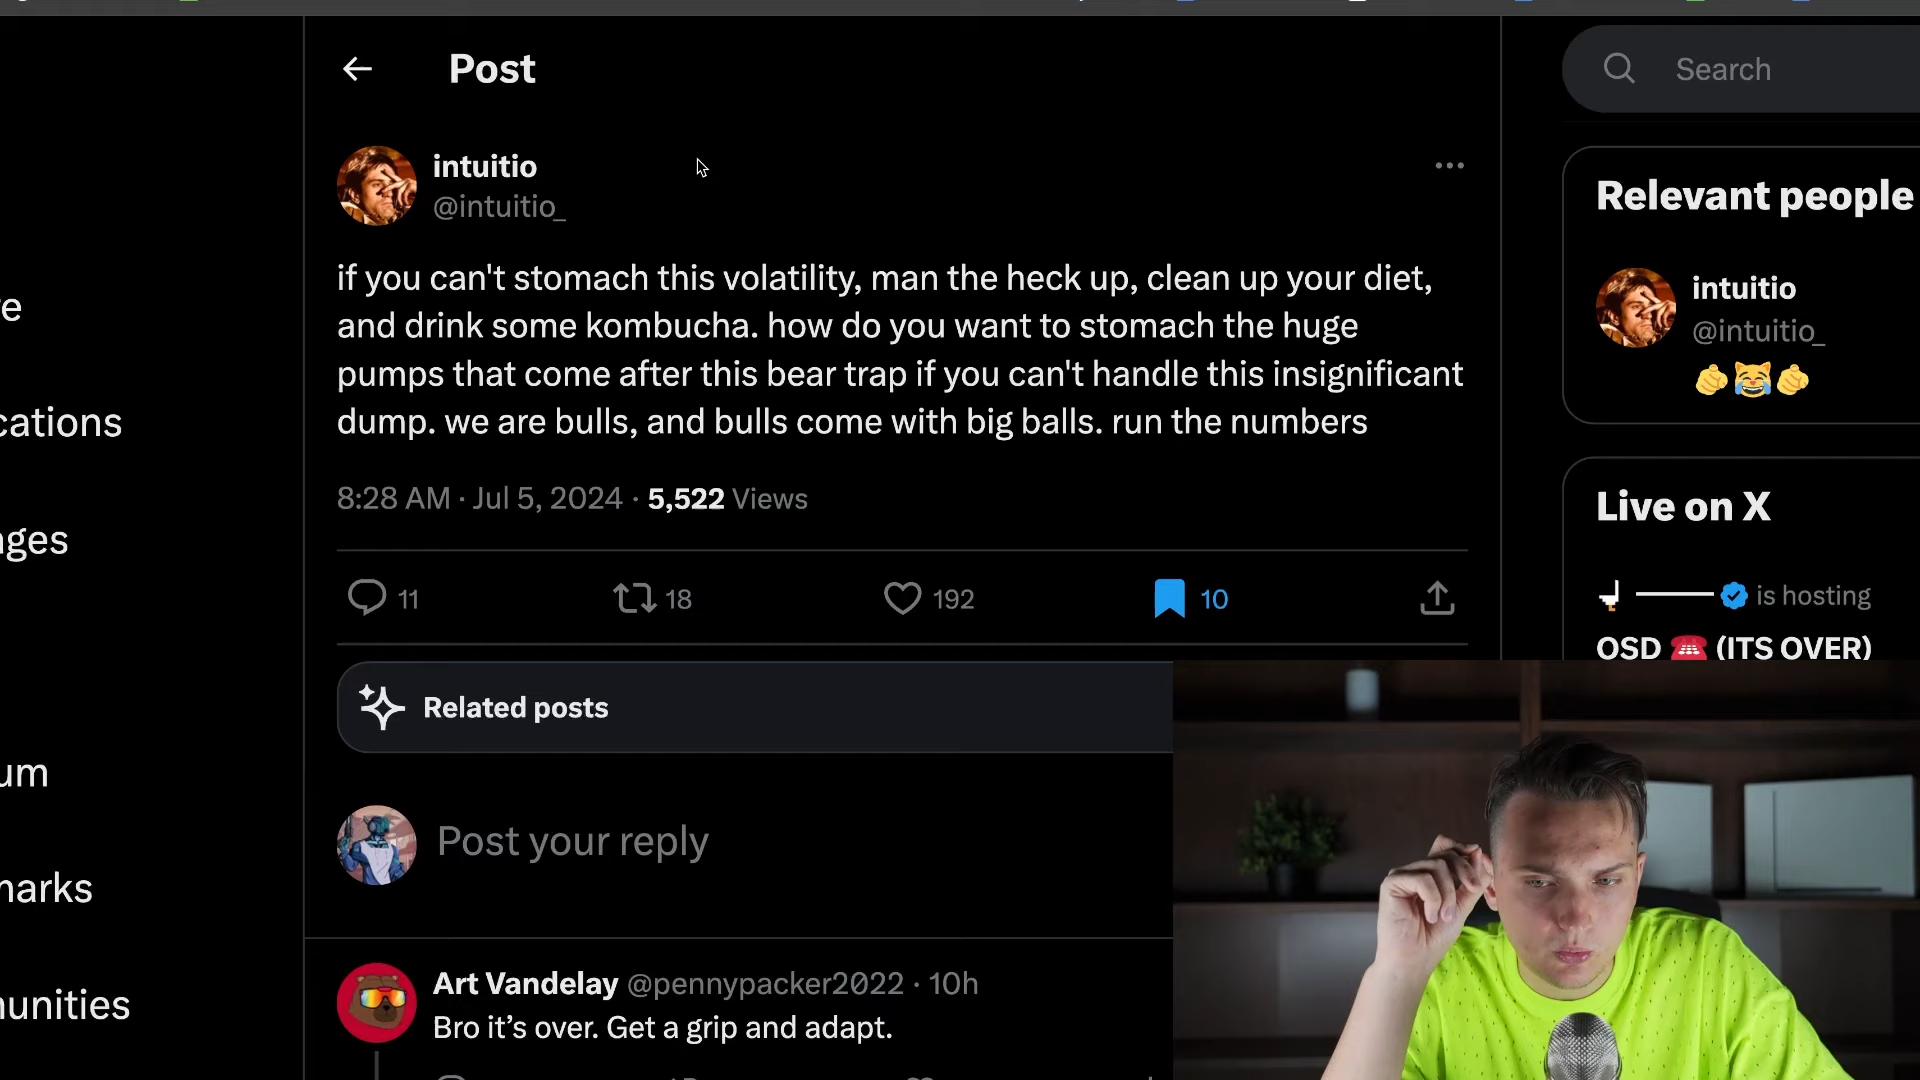 Post
Search
intuitio
@intuitio_
if you can't stomach this volatility, man the heck up, clean up your diet,
and drink some kombucha. how do you want to stomach the huge
pumps that come after this bear trap if you can't handle this insignificant
dump. we are bulls, and bulls come with big balls. run the numbers
8:28 AM · Jul 5, 2024 · 5,522 Views
11
18
192
10
Related posts
Post your reply
Art Vandelay @pennypacker2022 · 10h
Bro it’s over. Get a grip and adapt.
Relevant people
intuitio
@intuitio_
🫵😹🫵
Live on X
is hosting
OSD ☎️ (ITS OVER)